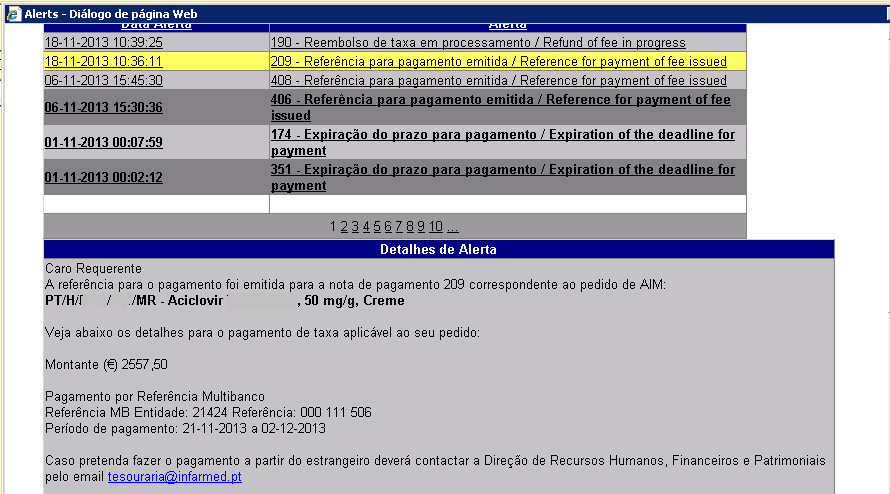 Alerts - Diálogo de página Web
Data Alerta Alerta
18-11-2013 10:39:25 190 - Reembolso de taxa em processamento / Refund of fee in progress
18-11-2013 10:36:11 209 - Referência para pagamento emitida / Reference for payment of fee issued
06-11-2013 15:45:30 408 - Referência para pagamento emitida / Reference for payment of fee issued
06-11-2013 15:30:36 406 - Referência para pagamento emitida / Reference for payment of fee
issued
01-11-2013 00:07:59 174 - Expiração do prazo para pagamento / Expiration of the deadline for
payment
01-11-2013 00:02:12 351 - Expiração do prazo para pagamento / Expiration of the deadline for
payment
1 2 3 4 5 6 7 8 9 10 ...
Detalhes de Alerta
Caro Requerente
A referência para o pagamento foi emitida para a nota de pagamento 209 correspondente ao pedido de AIM:
PT/H/ / /MR - Aciclovir , 50 mg/g, Creme
Veja abaixo os detalhes para o pagamento de taxa aplicável ao seu pedido:
Montante (€) 2557,50
Pagamento por Referência Multibanco
Referência MB Entidade: 21424 Referência: 000 111 506
Período de pagamento: 21-11-2013 a 02-12-2013
Caso pretenda fazer o pagamento a partir do estrangeiro deverá contactar a Direção de Recursos Humanos, Financeiros e Patrimoniais
pelo email tesouraria@infarmed.pt